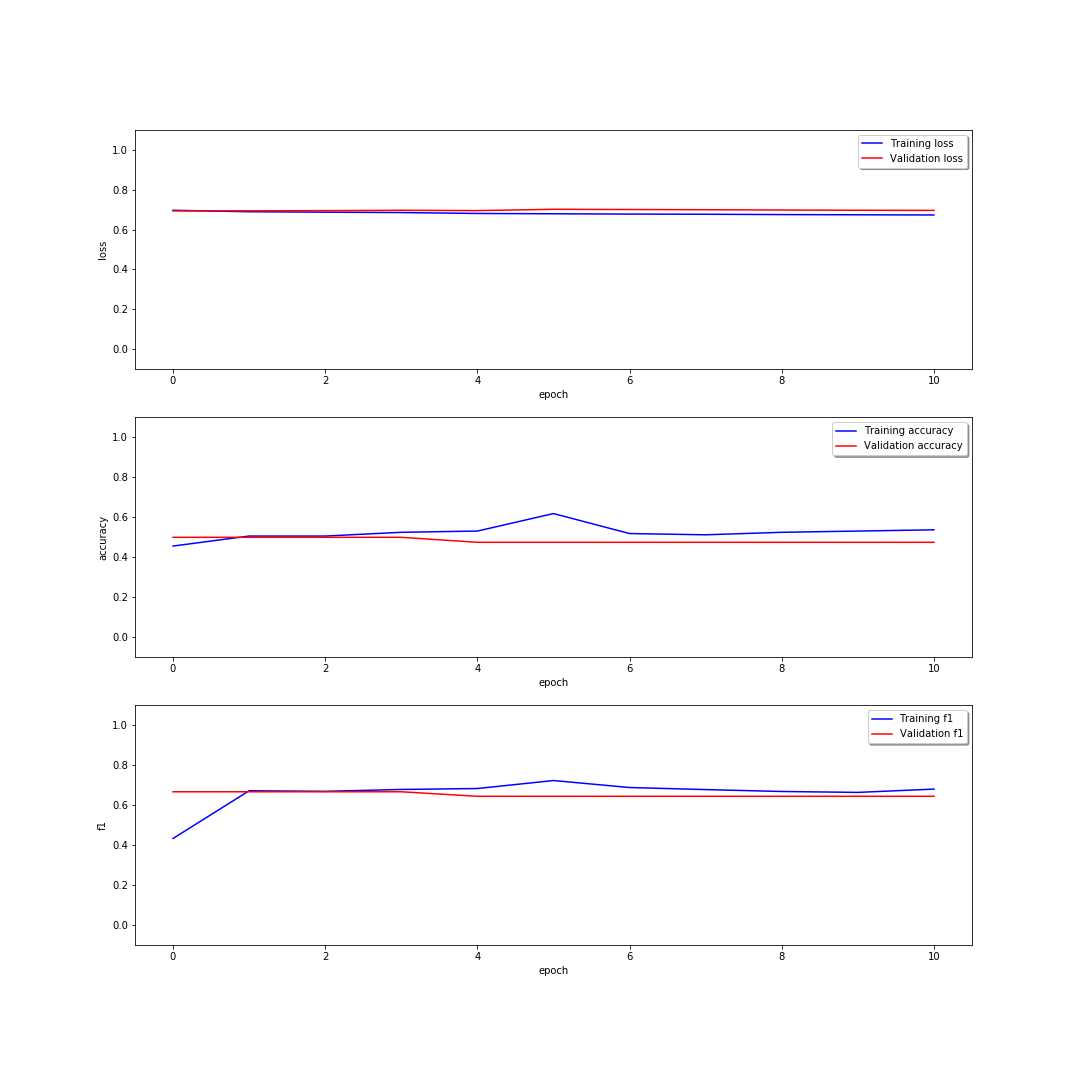 Training loss
Validation loss
1.0
0.8
0.6
0.4
0.2
0.0
loss
0 2 4 6 8 10
epoch
Training accuracy
Validation accuracy
1.0
0.8
0.6
0.4
0.2
0.0
accuracy
0 2 4 6 8 10
epoch
Training f1
Validation f1
1.0
0.8
0.6
0.4
0.2
0.0
f1
0 2 4 6 8 10
epoch